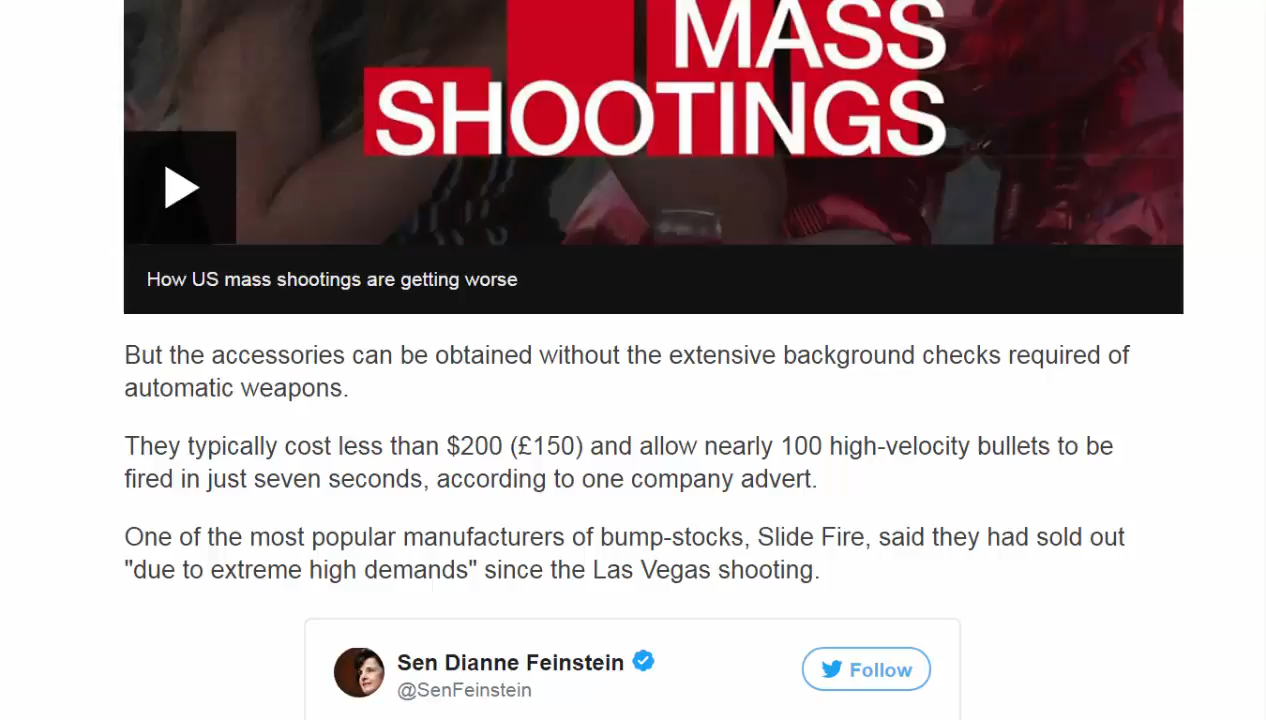 MASS
SHOOTINGS
How US mass shootings are getting worse
But the accessories can be obtained without the extensive background checks required of
automatic weapons.
They typically cost less than $200 (£150) and allow nearly 100 high-velocity bullets to be
fired in just seven seconds, according to one company advert.
One of the most popular manufacturers of bump-stocks, Slide Fire, said they had sold out
"due to extreme high demands" since the Las Vegas shooting.
Sen Dianne Feinstein
Follow
@SenFeinstein